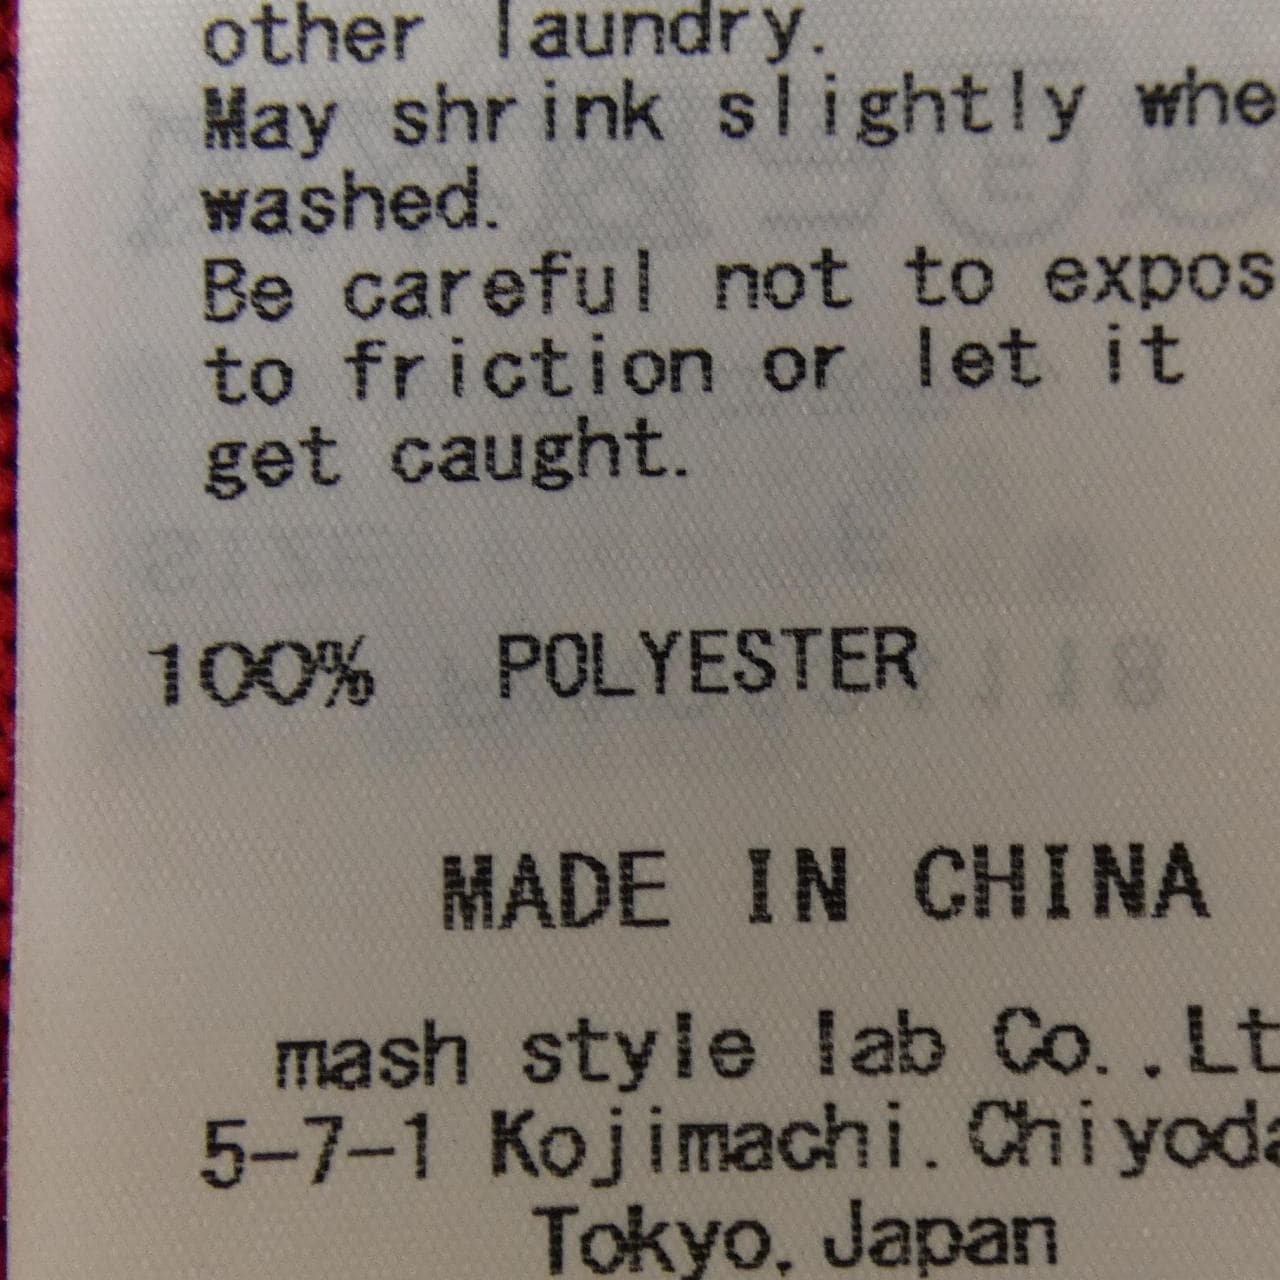 other laundry.
May shrink slightly whe
washed.
Be careful not to expos
to friction or let it
get caught.
100% POLYESTER
MADE IN CHINA
mash style lab Co.,Lt
5-7-1 Kojimachi.Chiyoda
Tokyo,Japan